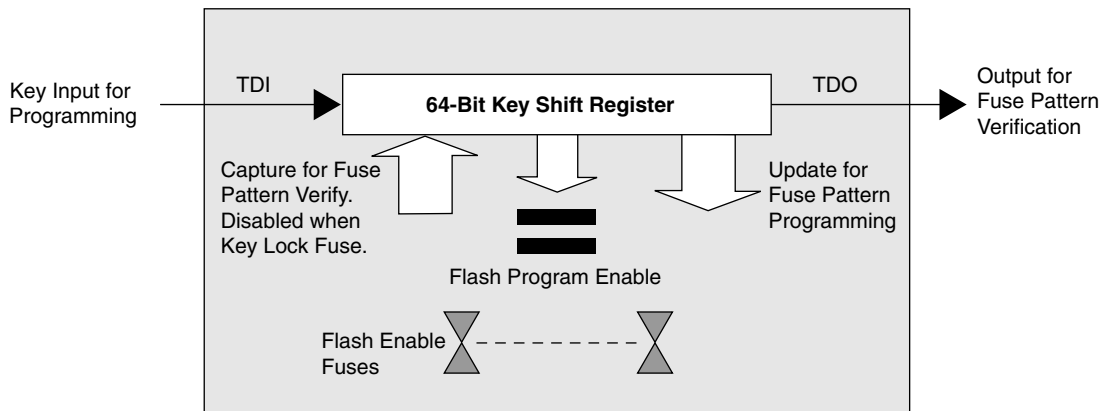 Key Input for
Programming
TDI
64-Bit Key Shift Register
TDO
Output for
Fuse Pattern
Verification
Capture for Fuse
Pattern Verify.
Disabled when
Key Lock Fuse.
Update for
Fuse Pattern
Programming
Flash Program Enable
Flash Enable
Fuses